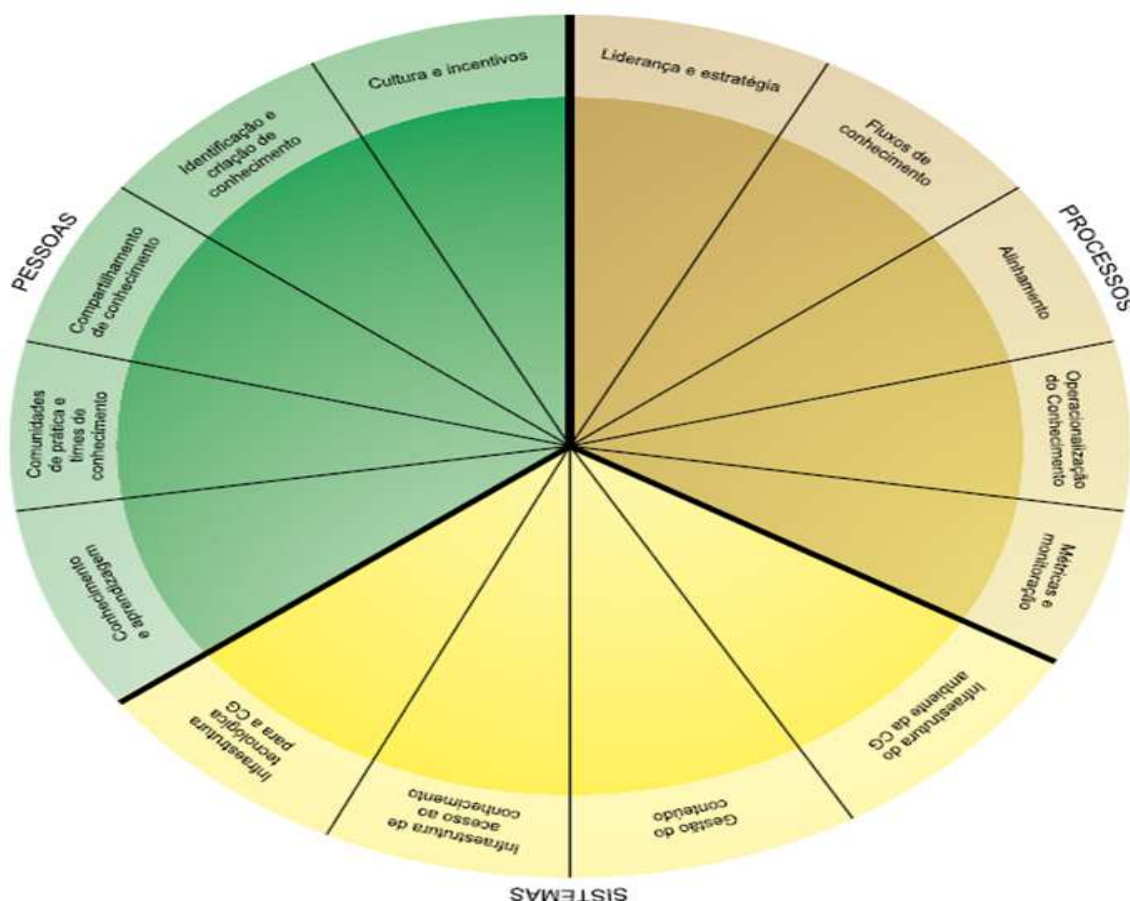 Cultura e incentivos
Liderança e estratégia
Fluxos de
conhecimento
Alinhamento
PROCESSOS
Operacionalização
do Conhecimento
Métricas e
monitoração
Infraestrutura do
ambiente da CG
Gestão do
conteúdo
SISTEMAS
Infraestrutura de
acesso ao
conhecimento
Infraestrutura
tecnológica
para a CG
Conhecimento
e aprendizagem
Comunidades
de prática e
times de
conhecimento
PESSOAS
Compartilhamento
de conhecimento
Identificação e
criação de
conhecimento